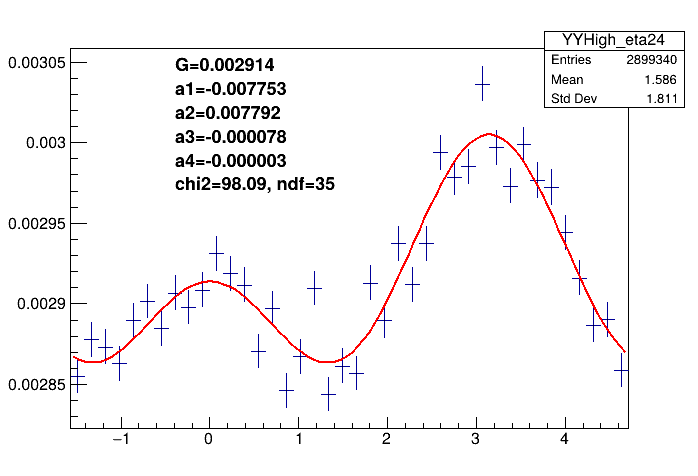 YYHigh_eta24
Entries 2899340
Mean 1.586
Std Dev 1.811
G=0.002914
a1=-0.007753
a2=0.007792
a3=-0.000078
a4=-0.000003
chi2=98.09, ndf=35
0.00305
0.003
0.00295
0.0029
0.00285
−1 0 1 2 3 4